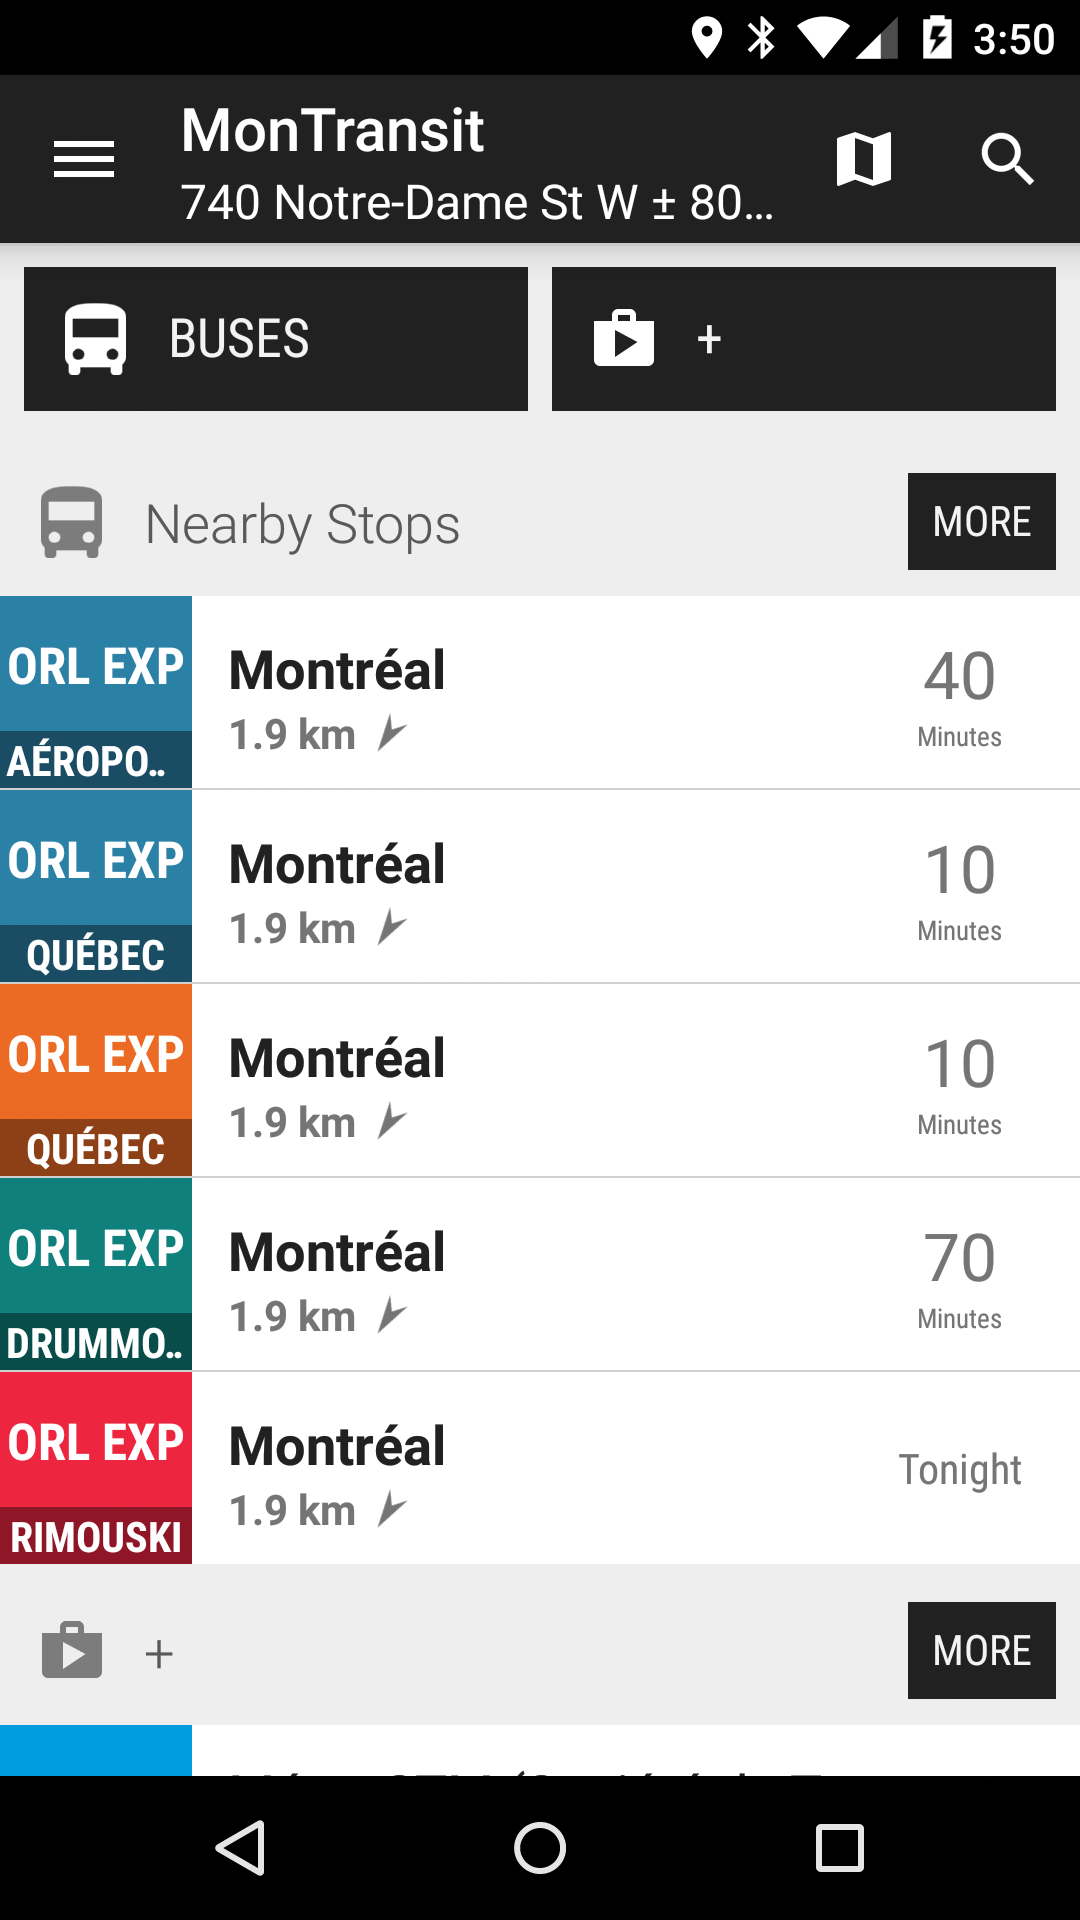 3:50
MonTransit
740 Notre-Dame St W ± 80...
BUSES
+
Nearby Stops
MORE
ORL EXP
AÉROPO..
Montréal
1.9 km
40
Minutes
ORL EXP
QUÉBEC
Montréal
1.9 km
10
Minutes
ORL EXP
QUÉBEC
Montréal
1.9 km
10
Minutes
ORL EXP
DRUMMO..
Montréal
1.9 km
70
Minutes
ORL EXP
RIMOUSKI
Montréal
1.9 km
Tonight
+
MORE